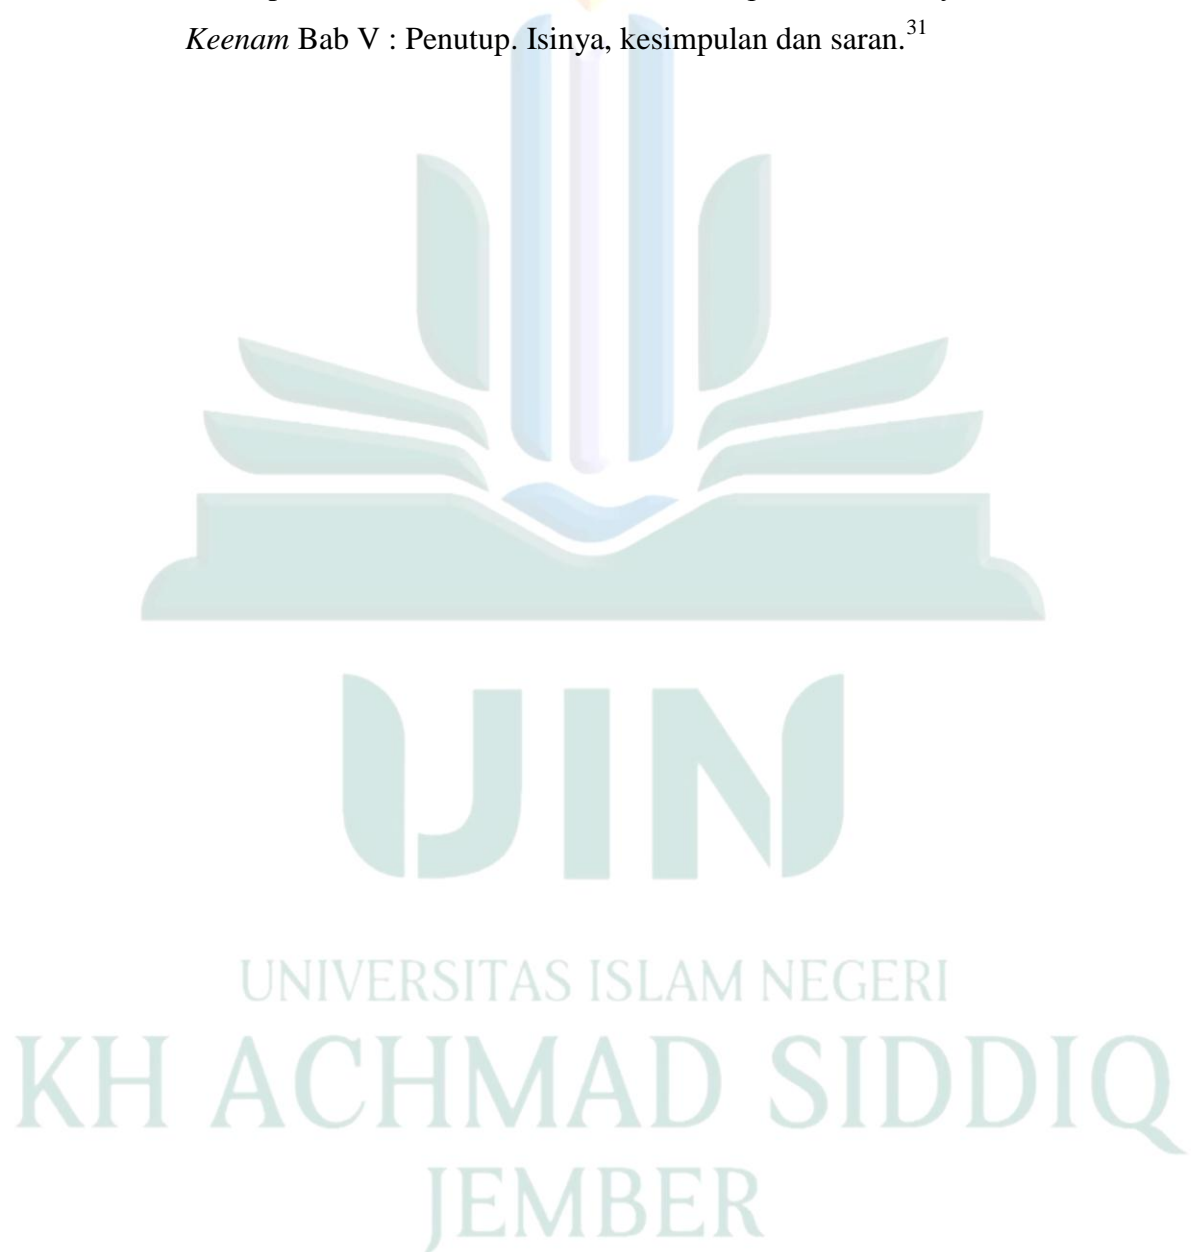 Keenam Bab V : Penutup. Isinya, kesimpulan dan saran.31
UIN
UNIVERSITAS ISLAM NEGERI
KH ACHMAD SIDDIQ
JEMBER